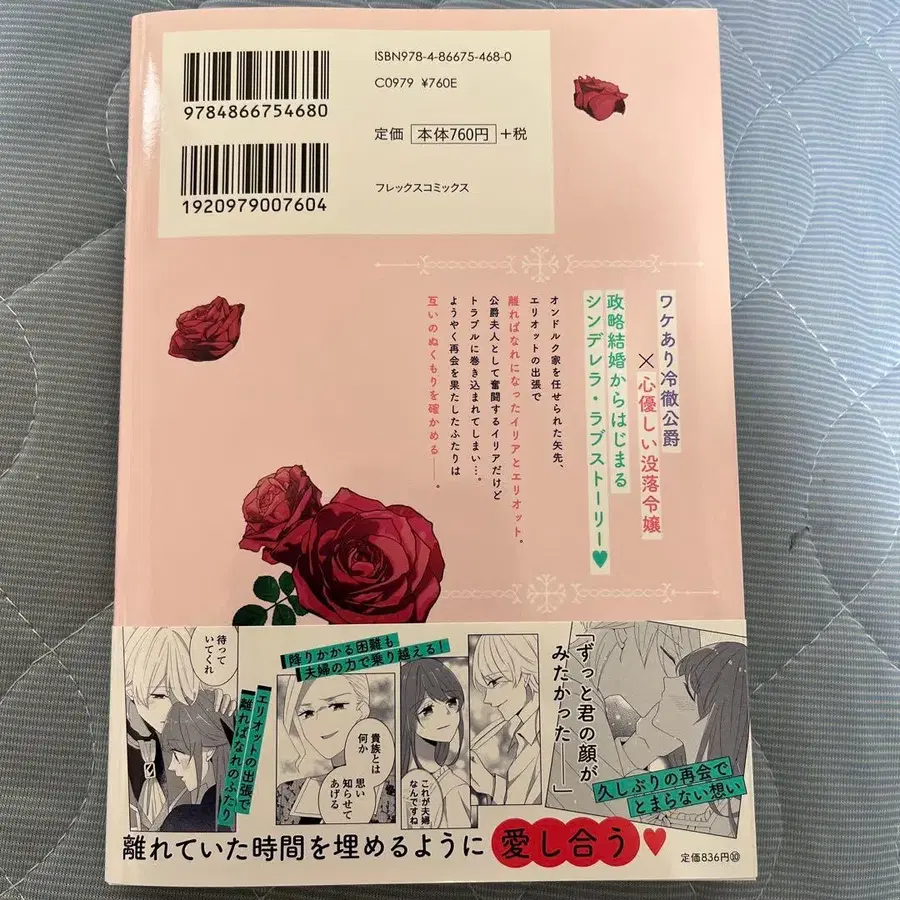 ISBN978-4-86675-468-0
C0979 ¥760E
9784866754680
定価 本体760円 +税
1920979007604
フレックスコミックス
ワケあり冷徹公爵
×心優しい没落令嬢
政略結婚からはじまる
シンデレラ・ラブストーリー♥
オンドルク家を任せられた矢先、
エリオットの出張で
離ればなれになったイリアとエリオット。
公爵夫人として奮闘するイリアだけど
トラブルに巻き込まれてしまい…。
ようやく再会を果たしたふたりは
互いのぬくもりを確かめる──。
待って
いてくれ
エリオットの出張で
離ればなれのふたり
降りかかる困難も
夫婦の力で乗り越える!
貴族とは
何か
思い
知らせて
あげる
これが夫婦
なんですね
「ずっと君の顔が
みたかった──」
久しぶりの再会で
とまらない想い
離れていた時間を埋めるように 愛し合う♥
定価836円⑩